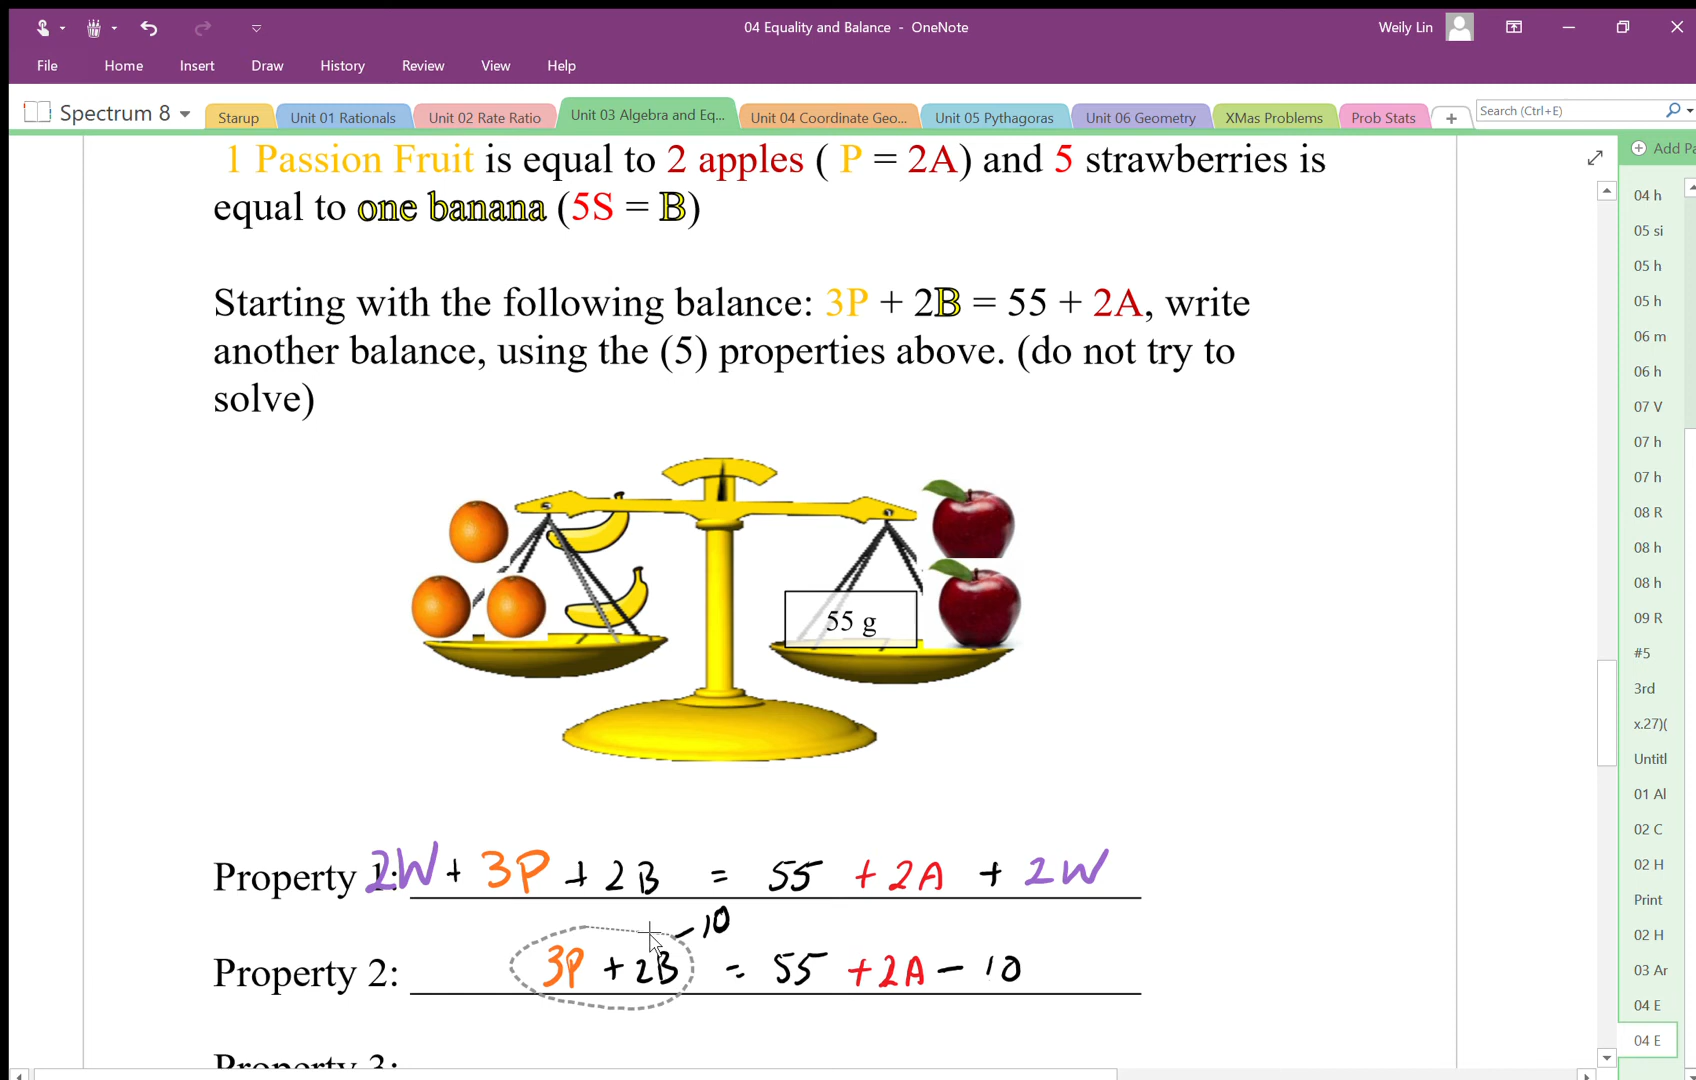 04 Equality and Balance - OneNote
Weily Lin
File Home Insert Draw History Review View Help
Spectrum 8 Starup Unit 01 Rationals Unit 02 Rate Ratio Unit 03 Algebra and Eq... Unit 04 Coordinate Geo... Unit 05 Pythagoras Unit 06 Geometry XMas Problems Prob Stats + Search (Ctrl+E)
1 Passion Fruit is equal to 2 apples ( P = 2A) and 5 strawberries is
equal to one banana (5S = B)
Starting with the following balance: 3P + 2B = 55 + 2A, write
another balance, using the (5) properties above. (do not try to
solve)
55 g
Property 1: 2W + 3P + 2B = 55 + 2A + 2W
- 10
Property 2: 3P + 2B = 55 + 2A - 10
Property 3:
Add Pa
04 h
05 si
05 h
05 h
06 m
06 h
07 V
07 h
07 h
08 R
08 h
08 h
09 R
#5
3rd
x.27)(
Untitl
01 Al
02 C
02 H
Print
02 H
03 Ar
04 E
04 E